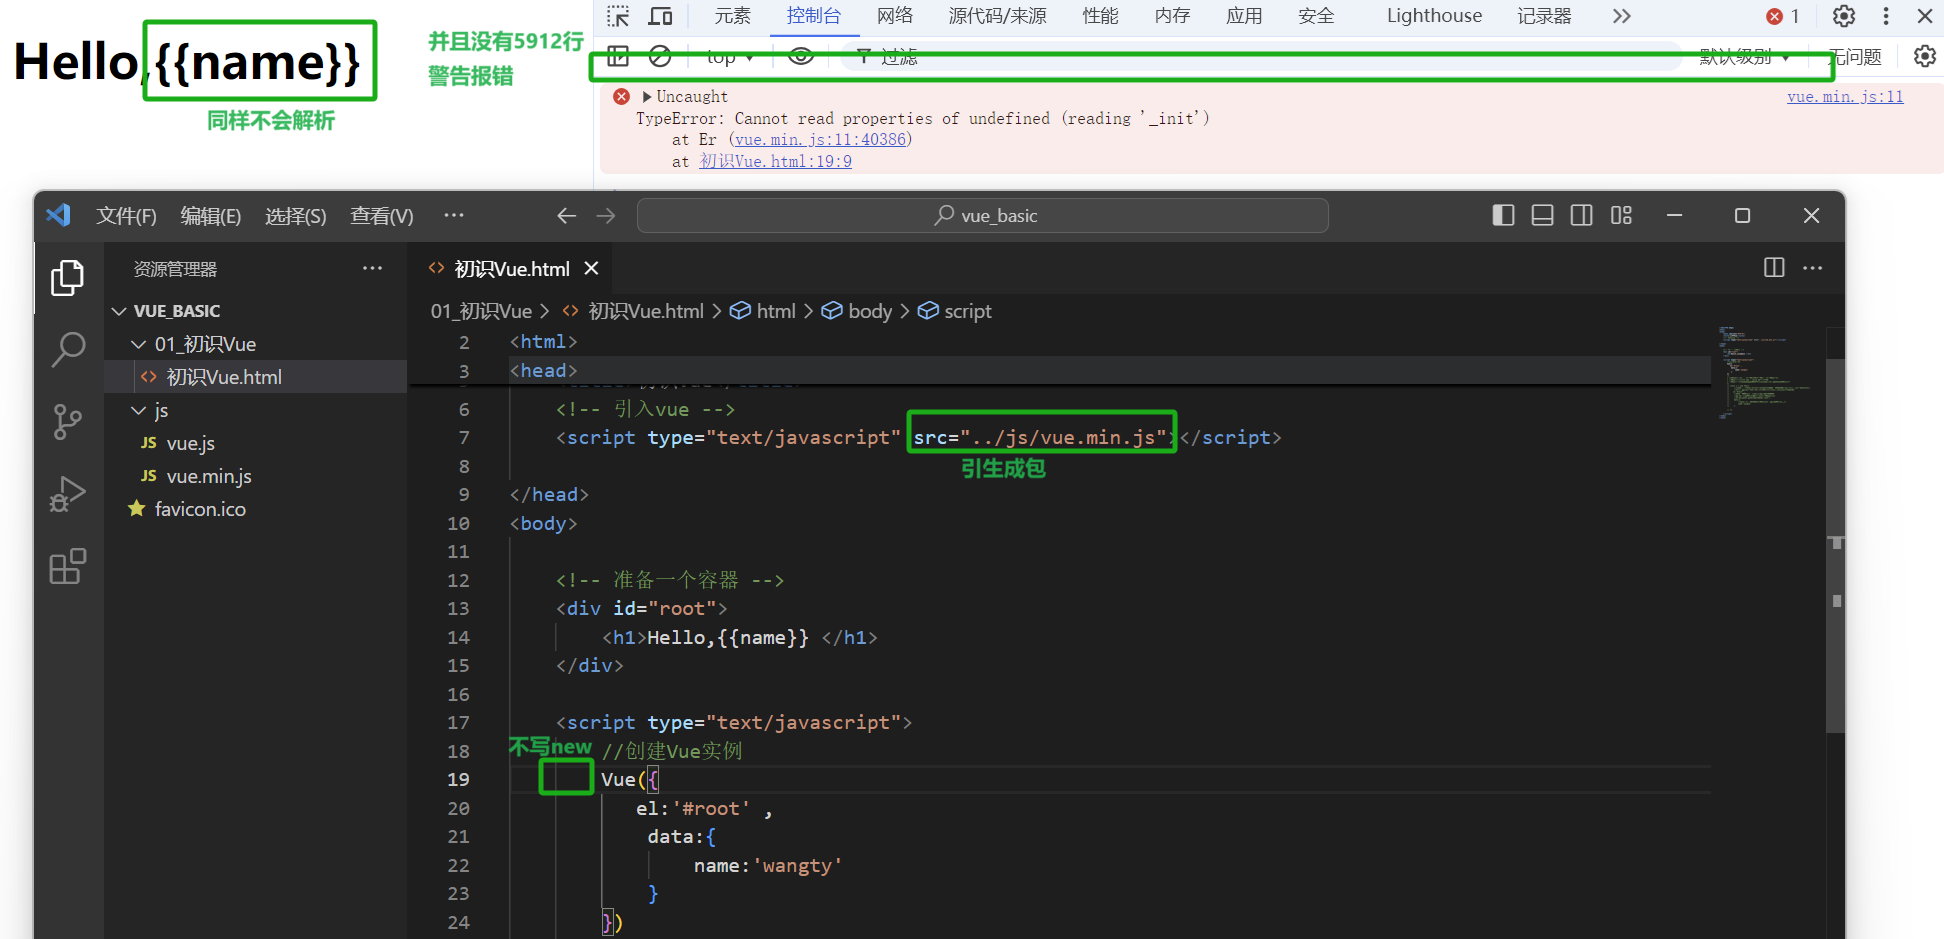 元素 控制台 网络 源代码/来源 性能 内存 应用 安全 Lighthouse 记录器 1
top 过滤 默认级别 无问题
Hello,{{name}}
同样不会解析
并且没有5912行
警告报错
Uncaught vue.min.js:11
TypeError: Cannot read properties of undefined (reading '_init')
at Er (vue.min.js:11:40386)
at 初识Vue.html:19:9
文件(F) 编辑(E) 选择(S) 查看(V) ··· vue_basic
资源管理器 ···
VUE_BASIC
01_初识Vue
初识Vue.html
js
JS vue.js
JS vue.min.js
favicon.ico
初识Vue.html
01_初识Vue > 初识Vue.html > html > body > script
2 <html>
3 <head>
6 <!-- 引入vue -->
7 <script type="text/javascript" src="../js/vue.min.js"></script>
引生成包
8
9 </head>
10 <body>
11
12 <!-- 准备一个容器 -->
13 <div id="root">
14 <h1>Hello,{{name}} </h1>
15 </div>
16
17 <script type="text/javascript">
不写new
18 //创建Vue实例
19 Vue({
20 el:'#root' ,
21 data:{
22 name:'wangty'
23 }
24 })